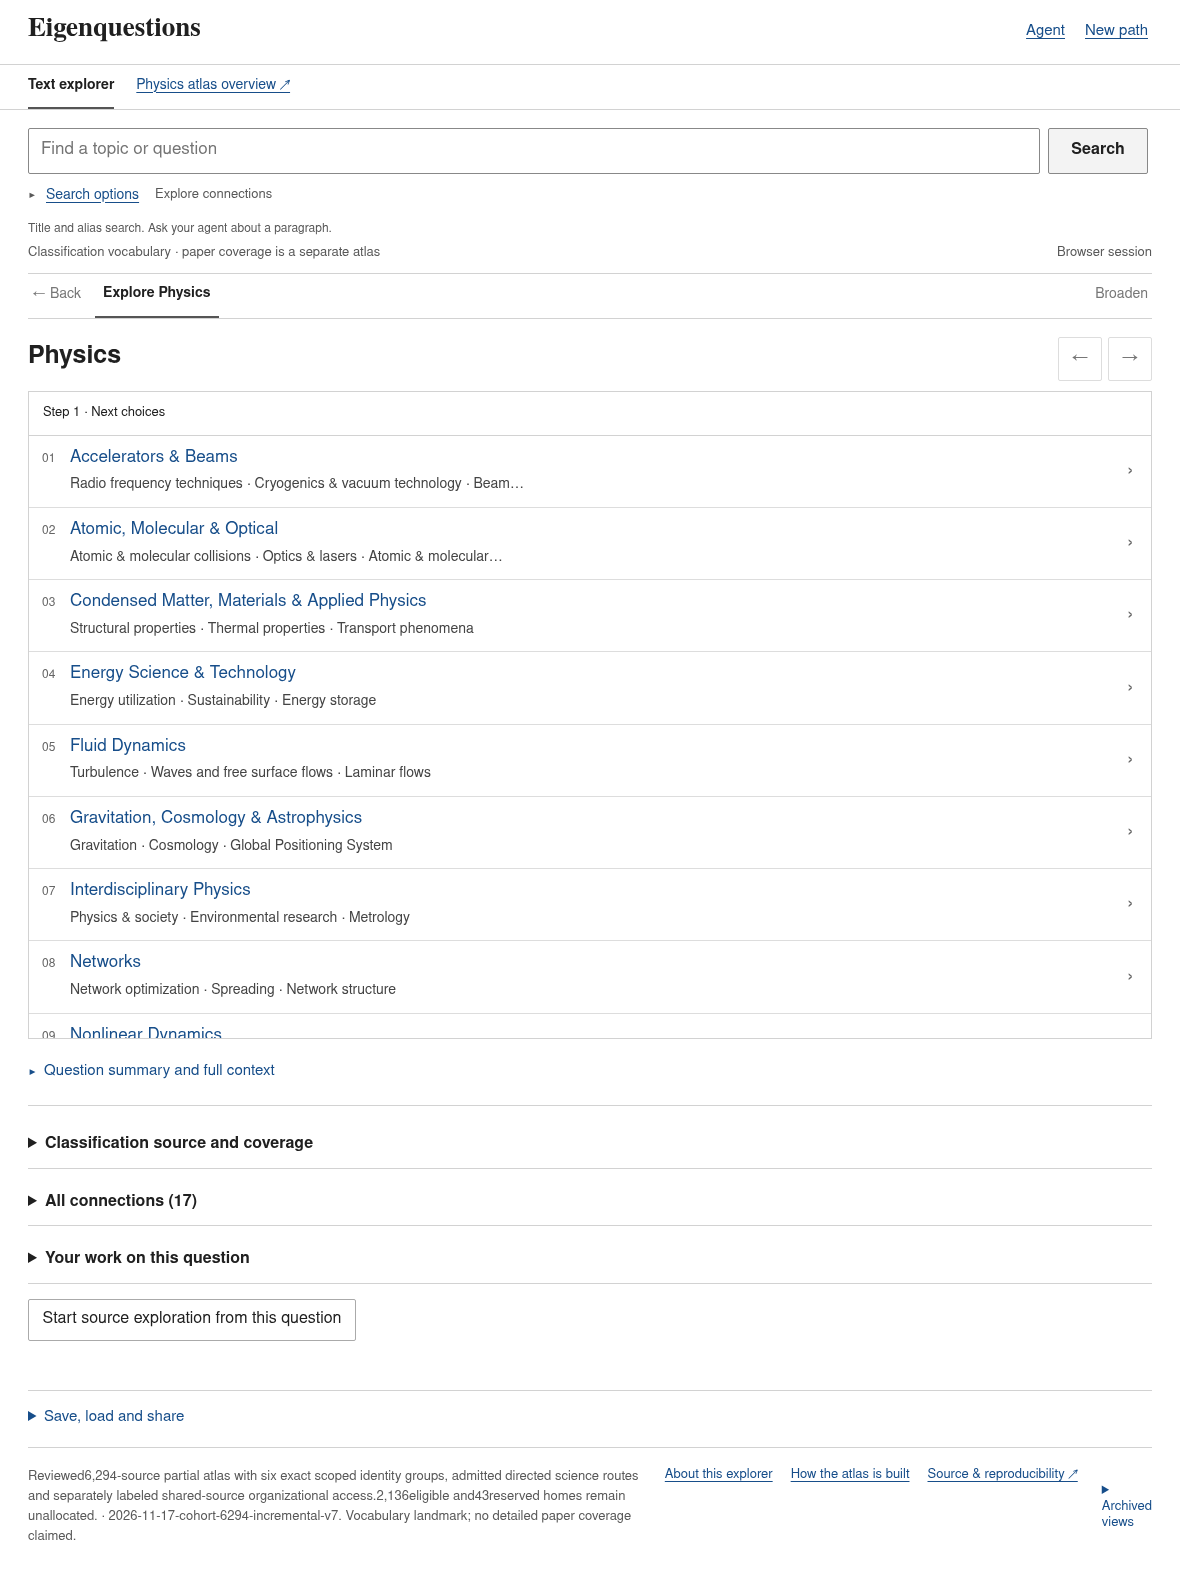 Eigenquestions
Agent New path
Text explorer Physics atlas overview ↗
Find a topic or question Search
▸ Search options Explore connections
Title and alias search. Ask your agent about a paragraph.
Classification vocabulary · paper coverage is a separate atlas Browser session
← Back Explore Physics Broaden
Physics ← →
Step 1 · Next choices
01 Accelerators & Beams
Radio frequency techniques · Cryogenics & vacuum technology · Beam… ›
02 Atomic, Molecular & Optical
Atomic & molecular collisions · Optics & lasers · Atomic & molecular… ›
03 Condensed Matter, Materials & Applied Physics
Structural properties · Thermal properties · Transport phenomena ›
04 Energy Science & Technology
Energy utilization · Sustainability · Energy storage ›
05 Fluid Dynamics
Turbulence · Waves and free surface flows · Laminar flows ›
06 Gravitation, Cosmology & Astrophysics
Gravitation · Cosmology · Global Positioning System ›
07 Interdisciplinary Physics
Physics & society · Environmental research · Metrology ›
08 Networks
Network optimization · Spreading · Network structure ›
09 Nonlinear Dynamics
▸ Question summary and full context
▶ Classification source and coverage
▶ All connections (17)
▶ Your work on this question
Start source exploration from this question
▶ Save, load and share
Reviewed6,294-source partial atlas with six exact scoped identity groups, admitted directed science routes
and separately labeled shared-source organizational access.2,136eligible and43reserved homes remain
unallocated. · 2026-11-17-cohort-6294-incremental-v7. Vocabulary landmark; no detailed paper coverage
claimed.
About this explorer How the atlas is built Source & reproducibility ↗
▶
Archived
views